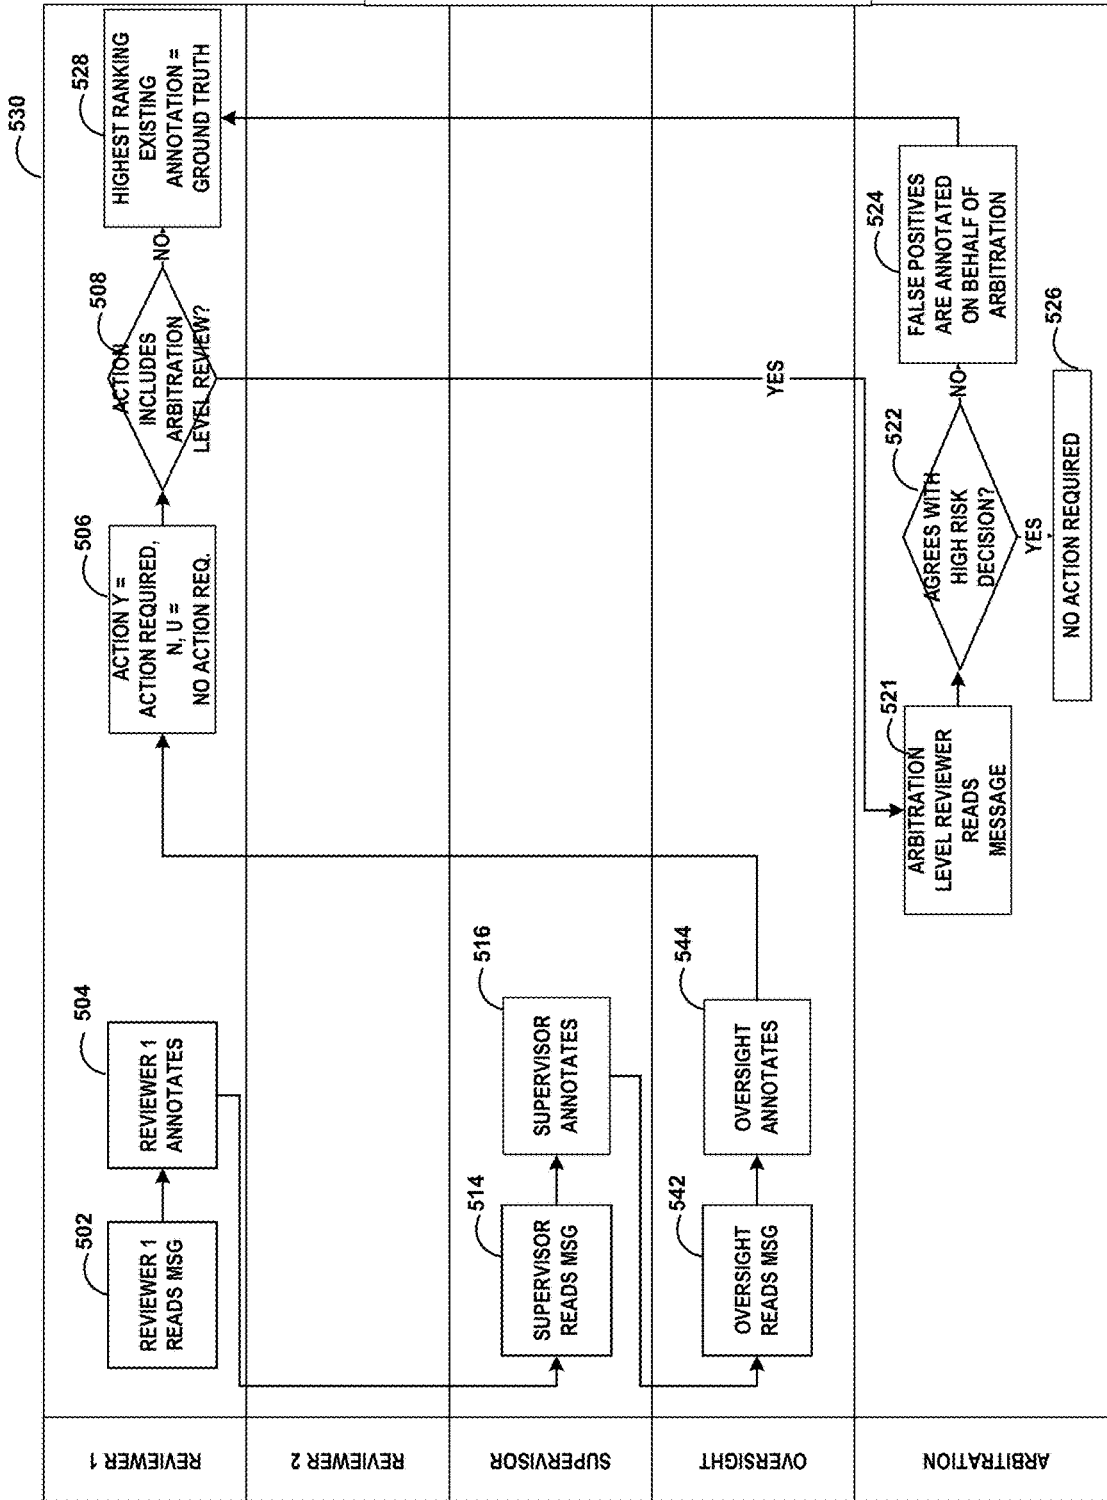 530
REVIEWER 1
REVIEWER 2
SUPERVISOR
OVERSIGHT
ARBITRATION
502
REVIEWER 1
READS MSG
504
REVIEWER 1
ANNOTATES
506
ACTION Y =
ACTION REQUIRED,
N, U =
NO ACTION REQ.
508
ACTION
INCLUDES
ARBITRATION
LEVEL REVIEW?
NO
528
HIGHEST RANKING
EXISTING
ANNOTATION =
GROUND TRUTH
YES
514
SUPERVISOR
READS MSG
516
SUPERVISOR
ANNOTATES
542
OVERSIGHT
READS MSG
544
OVERSIGHT
ANNOTATES
521
ARBITRATION
LEVEL REVIEWER
READS
MESSAGE
522
AGREES WITH
HIGH RISK
DECISION?
NO
YES
524
FALSE POSITIVES
ARE ANNOTATED
ON BEHALF OF
ARBITRATION
526
NO ACTION REQUIRED